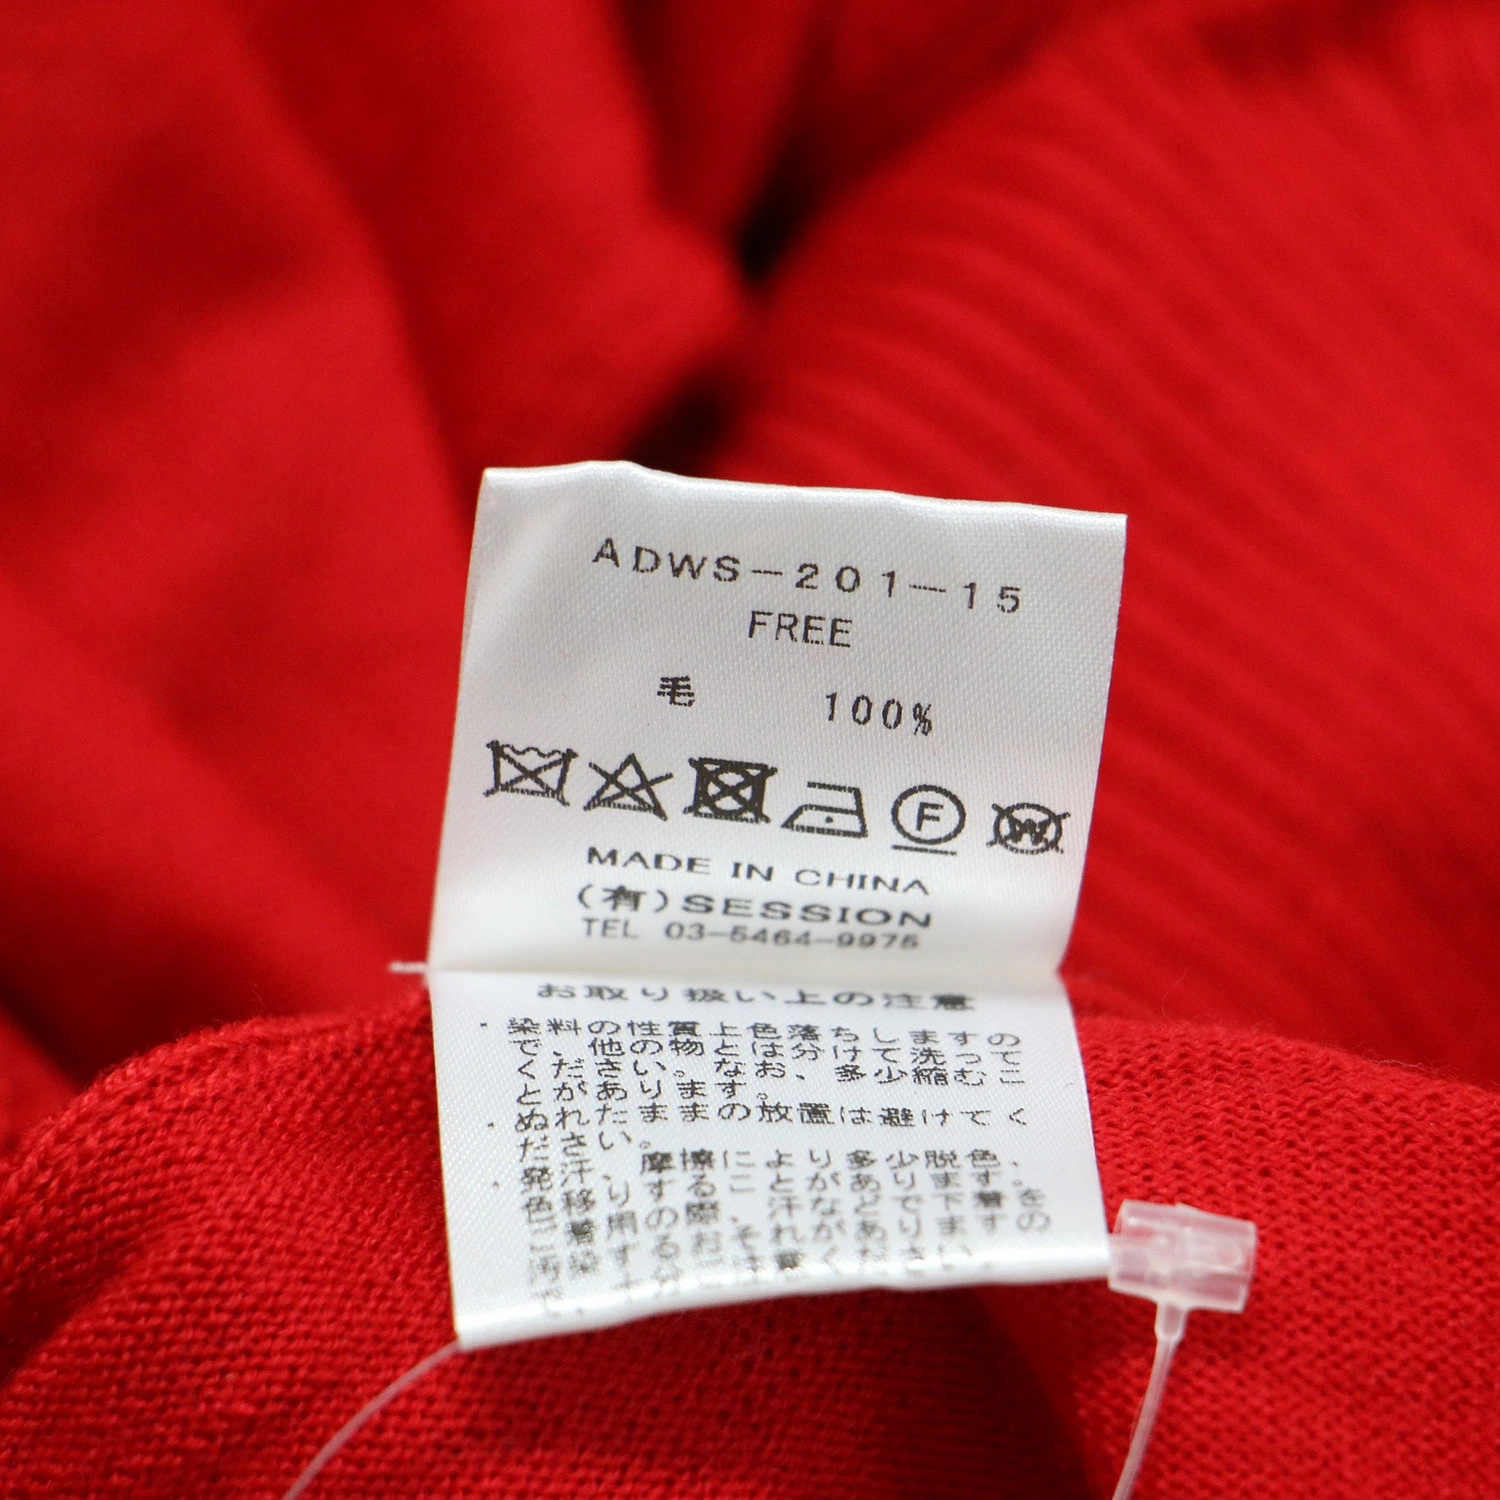 ADWS-201-15
FREE
毛 100%
F
W
MADE IN CHINA
(有)SESSION
TEL 03-5464-9975
お取り扱い上の注意
・染料の性質上色落ちしますの
で、他の物とは分けて洗って
ください。なお、多少縮むこ
とがあります。
・ぬれたままの放置は避けてく
ださい。
・発汗、摩擦により多少脱色、